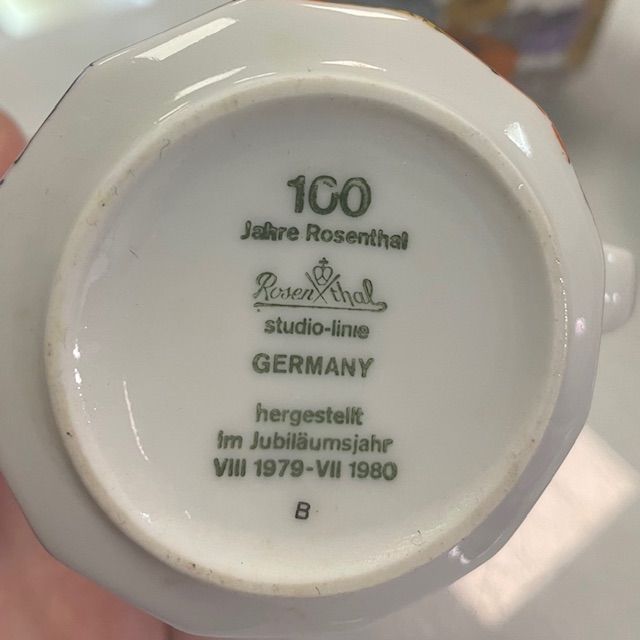 100
Jahre Rosenthal
Rosenthal
studio-linie
GERMANY
hergestellt
im Jubiläumsjahr
VIII 1979-VII 1980
B